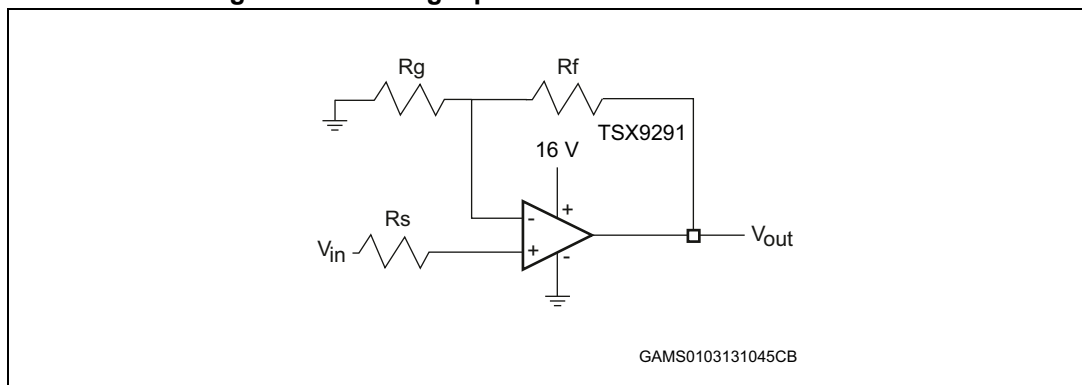 Rg
Rf
TSX9291
16 V
+
-
Rs
Vin
+
-
Vout
GAMS0103131045CB